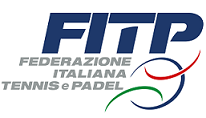 FITP
FEDERAZIONE
ITALIANA
TENNIS e PADEL